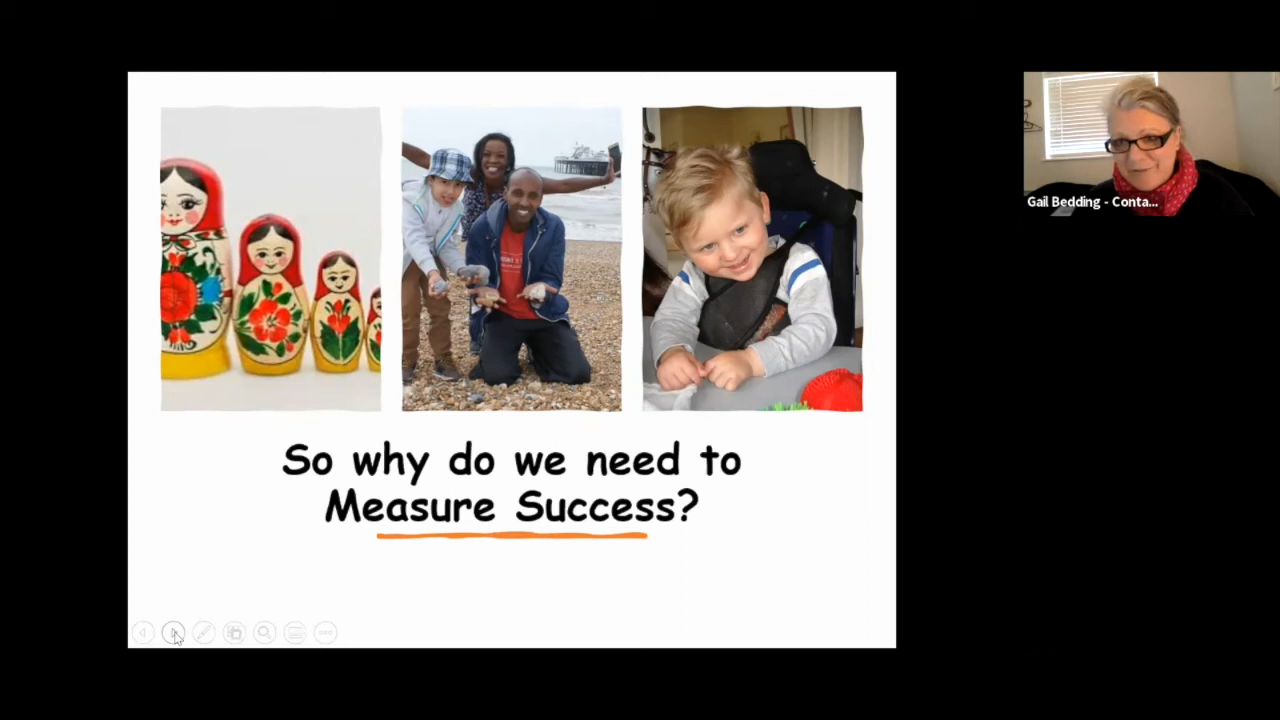 So why do we need to
Measure Success?
Gail Bedding - Conta...